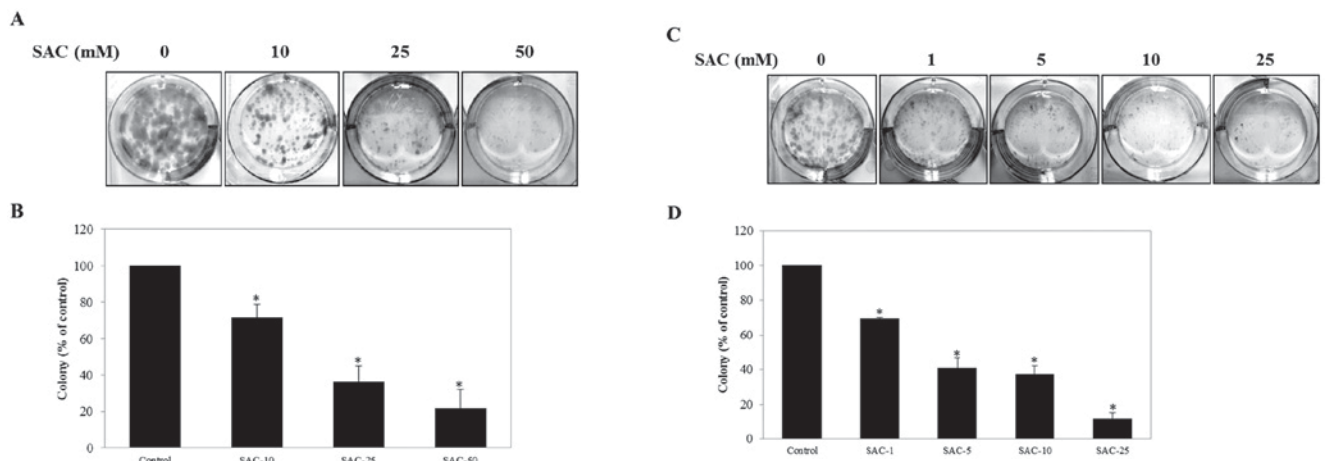 A
SAC (mM) 0 10 25 50
B
120
100
80
60
40
20
0
Colony (% of control)
*
*
*
Control SAC-10 SAC-25 SAC-50
C
SAC (mM) 0 1 5 10 25
D
120
100
80
60
40
20
0
Colony (% of control)
*
*
*
*
Control SAC-1 SAC-5 SAC-10 SAC-25